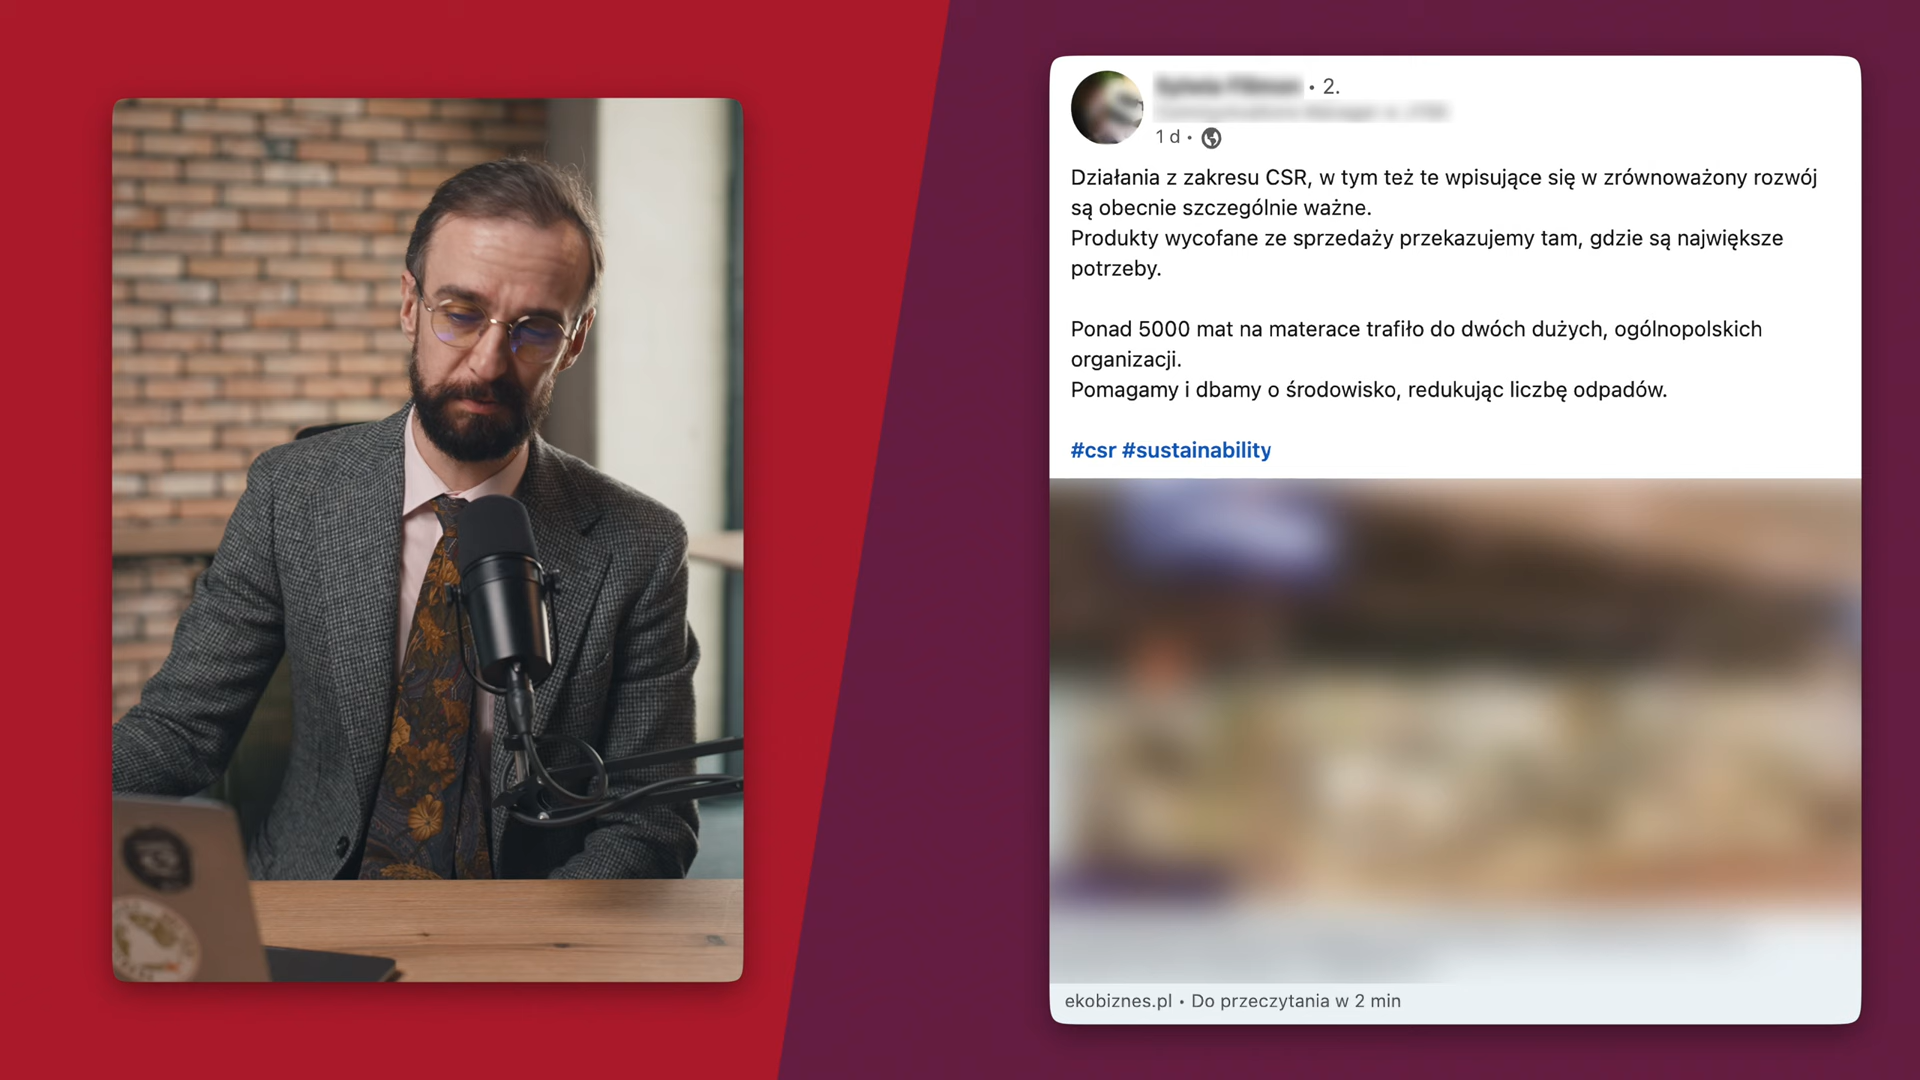 • 2.
1 d •
Działania z zakresu CSR, w tym też te wpisujące się w zrównoważony rozwój
są obecnie szczególnie ważne.
Produkty wycofane ze sprzedaży przekazujemy tam, gdzie są największe
potrzeby.
Ponad 5000 mat na materace trafiło do dwóch dużych, ogólnopolskich
organizacji.
Pomagamy i dbamy o środowisko, redukując liczbę odpadów.
#csr #sustainability
ekobiznes.pl • Do przeczytania w 2 min